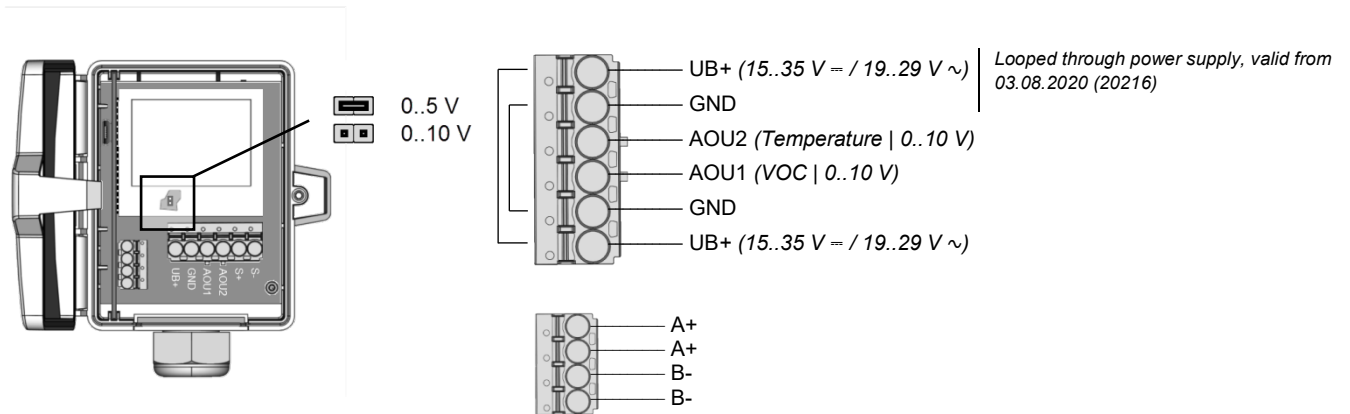 0..5 V
0..10 V
UB+
GND
AOU1
AOU2
S+
S-
UB+ (15..35 V ⎓ / 19..29 V ∿)
GND
AOU2 (Temperature | 0..10 V)
AOU1 (VOC | 0..10 V)
GND
UB+ (15..35 V ⎓ / 19..29 V ∿)
Looped through power supply, valid from
03.08.2020 (20216)
A+
A+
B-
B-